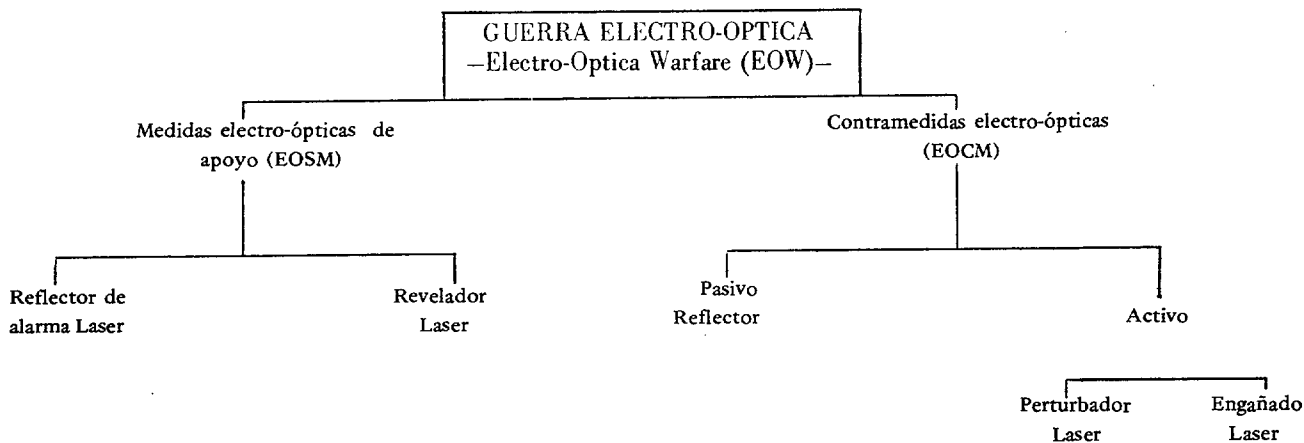 GUERRA ELECTRO-OPTICA
—Electro-Optica Warfare (EOW)—
Medidas electro-ópticas de
apoyo (EOSM)
Contramedidas electro-ópticas
(EOCM)
Reflector de
alarma Laser
Revelador
Laser
Pasivo
Reflector
Activo
Perturbador
Laser
Engañado
Laser